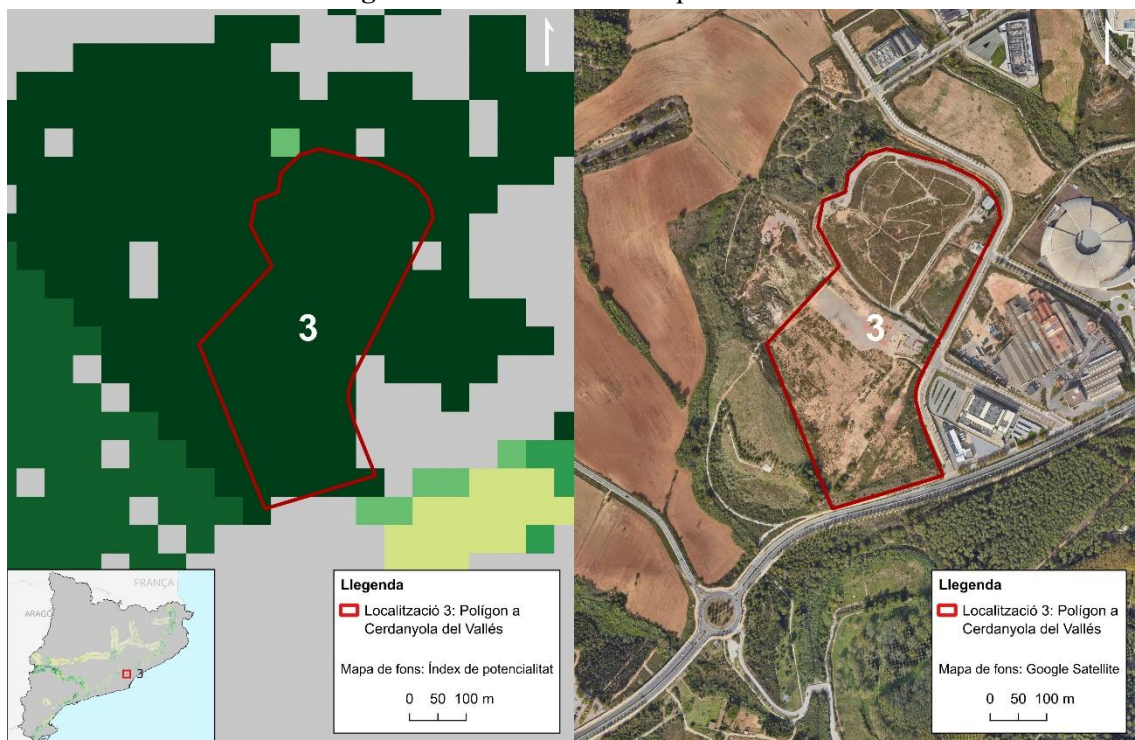 3
FRANÇA
ARAGÓ
3
Llegenda
Localització 3: Polígon a
Cerdanyola del Vallés
Mapa de fons: Índex de potencialitat
0 50 100 m
3
Llegenda
Localització 3: Polígon a
Cerdanyola del Vallés
Mapa de fons: Google Satellite
0 50 100 m